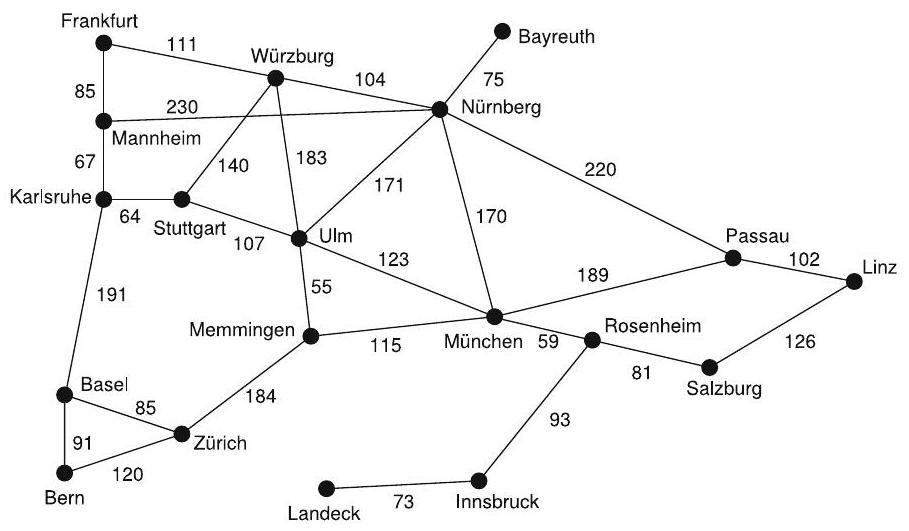 Frankfurt
111
Würzburg
Bayreuth
104
75
85
230
Nürnberg
Mannheim
67
140
183
171
220
Karlsruhe
64
Stuttgart
107
Ulm
170
123
Passau
102
Linz
191
55
189
Memmingen
115
München
59
Rosenheim
126
81
Salzburg
Basel
85
184
91
Zürich
93
120
Bern
Landeck
73
Innsbruck